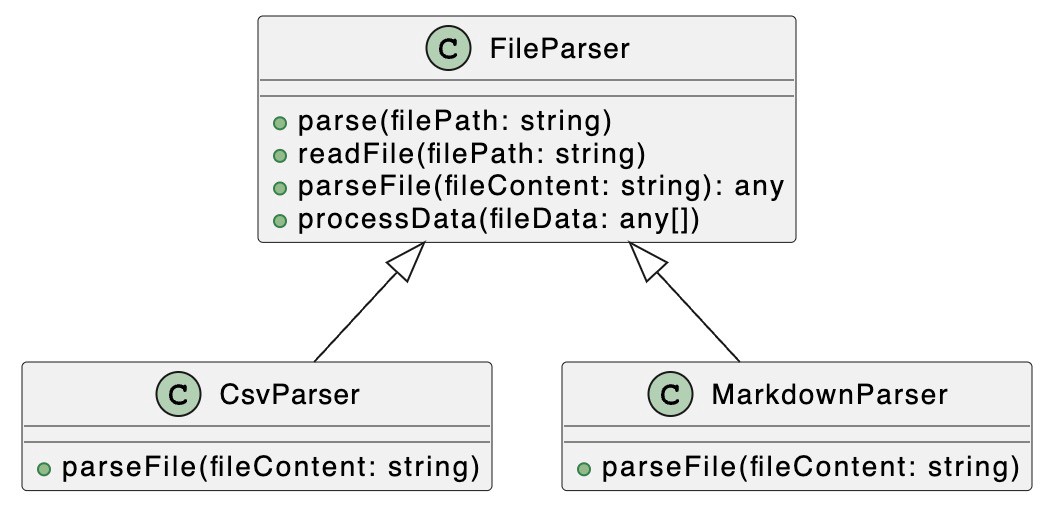 C FileParser
parse(filePath: string)
readFile(filePath: string)
parseFile(fileContent: string): any
processData(fileData: any[])
C CsvParser
parseFile(fileContent: string)
C MarkdownParser
parseFile(fileContent: string)